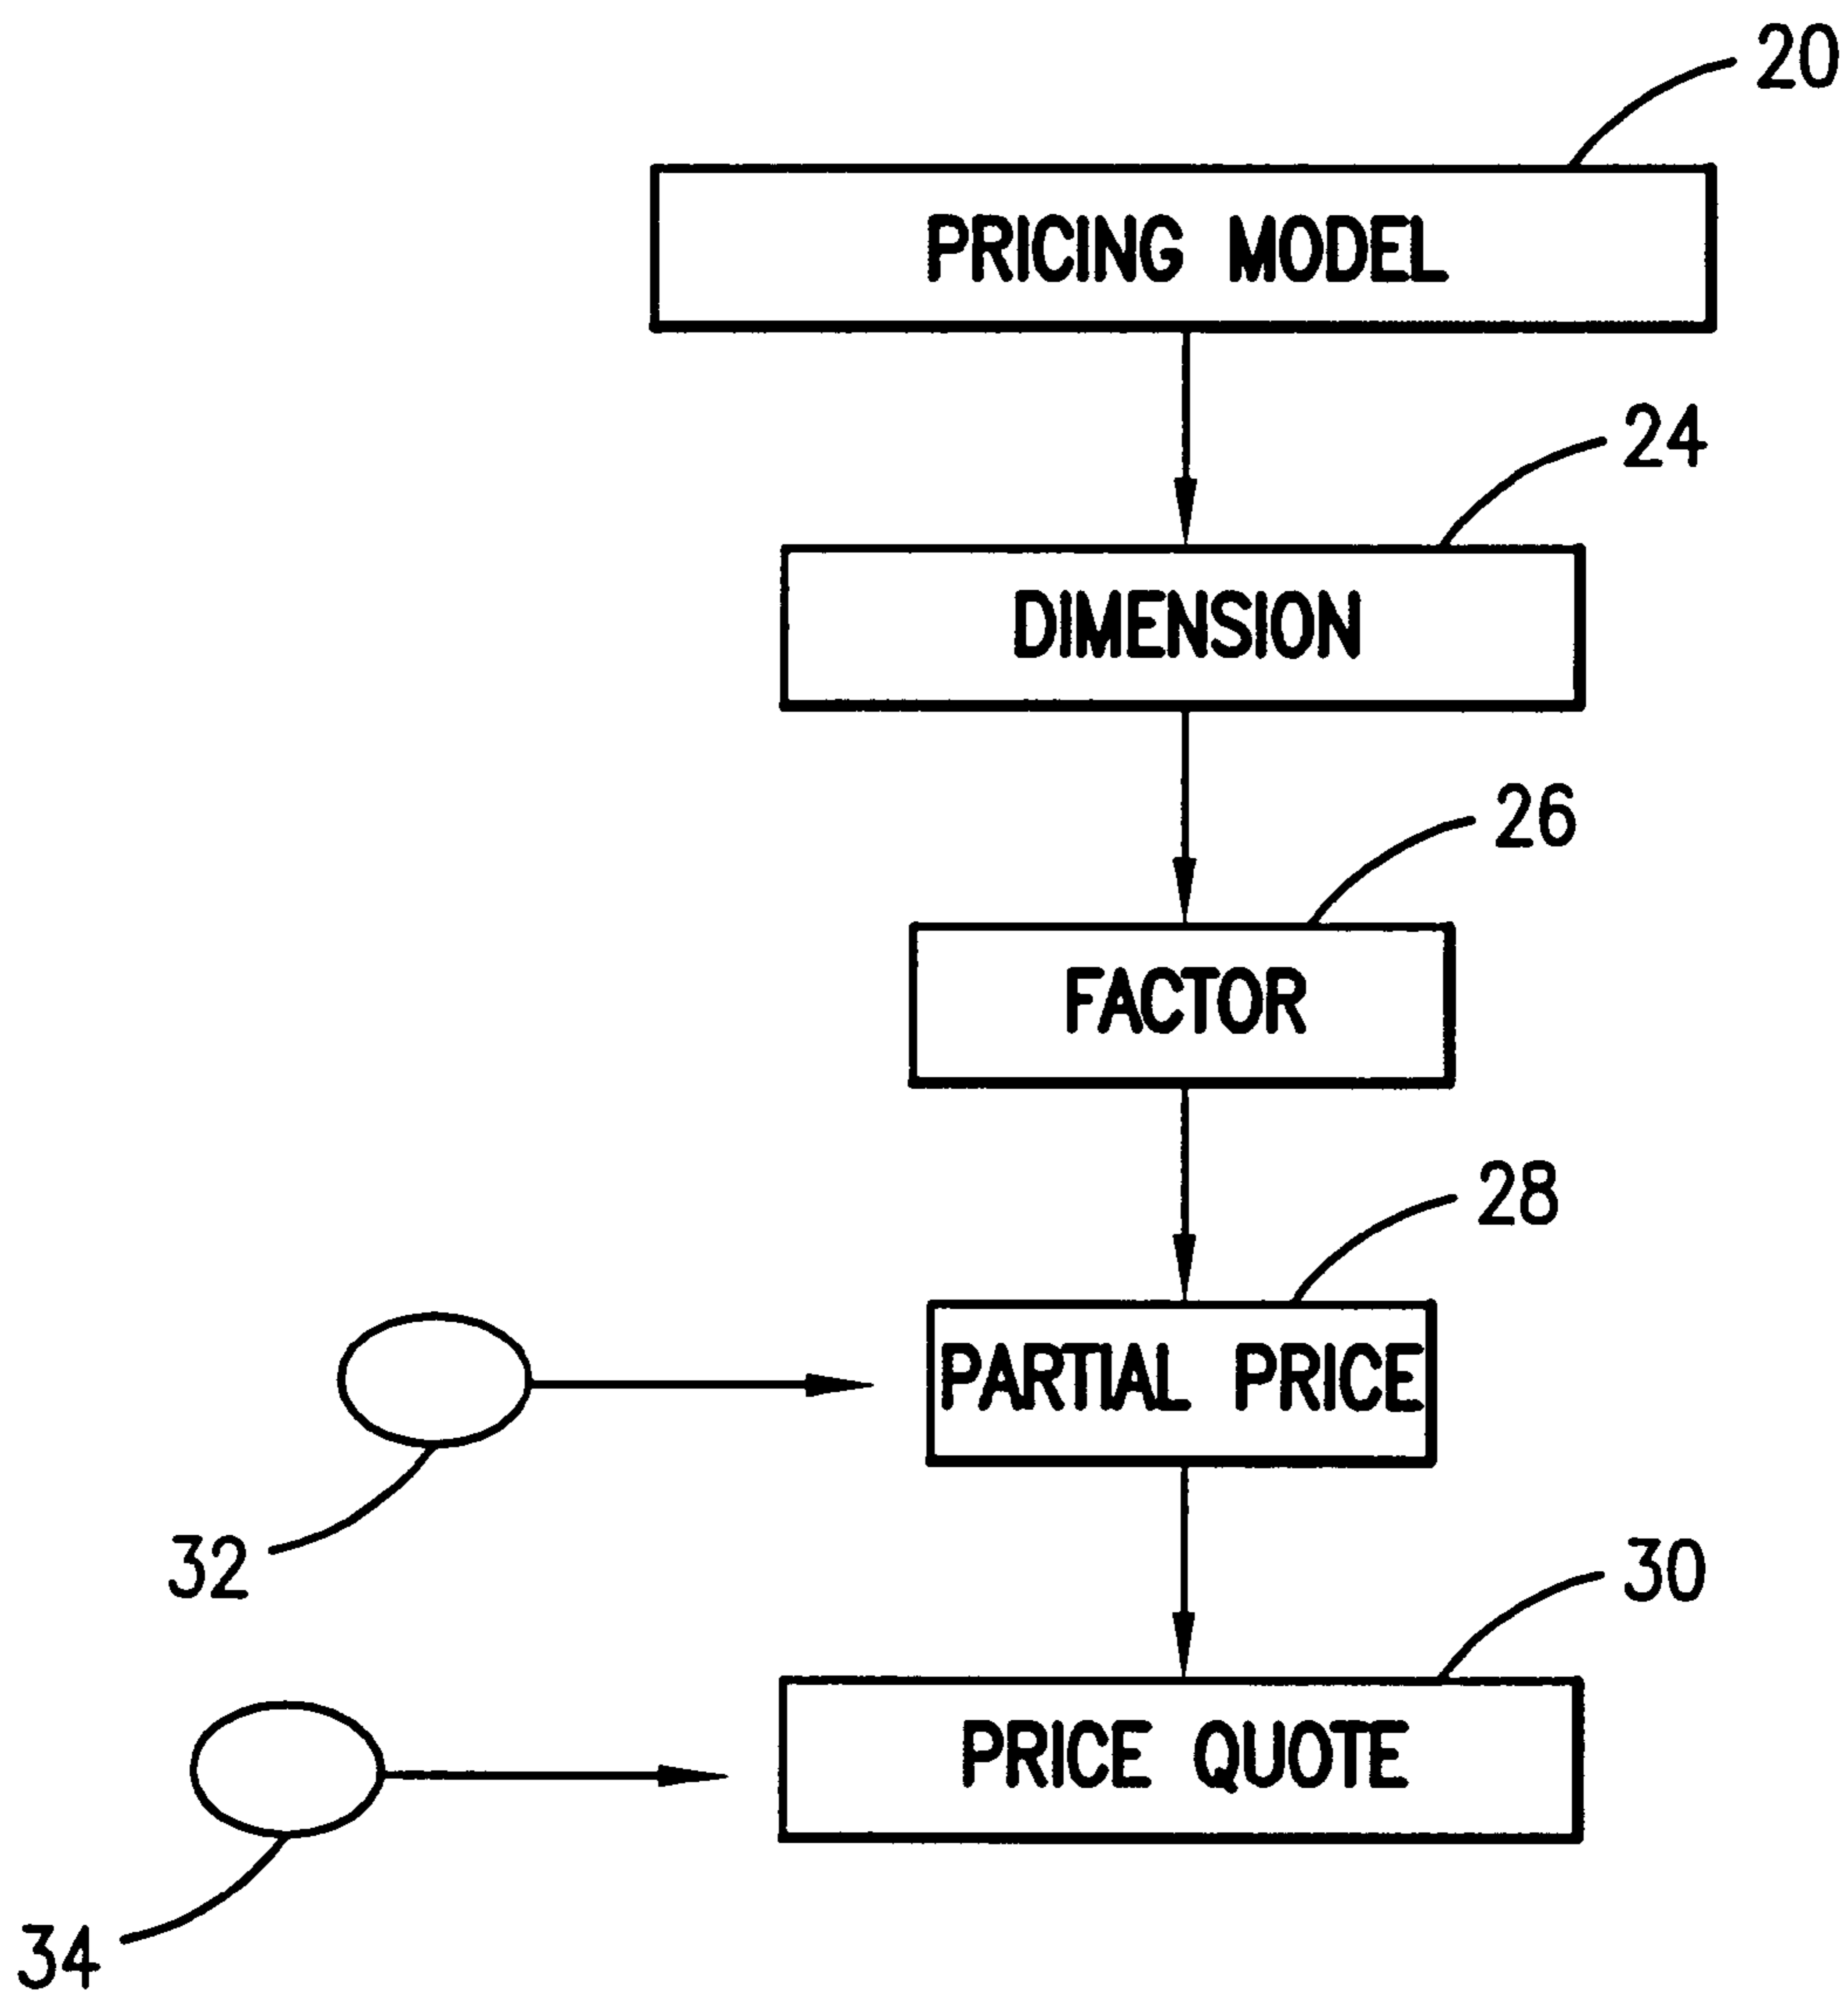 20
PRICING MODEL
24
DIMENSION
26
FACTOR
28
PARTIAL PRICE
32
30
PRICE QUOTE
34